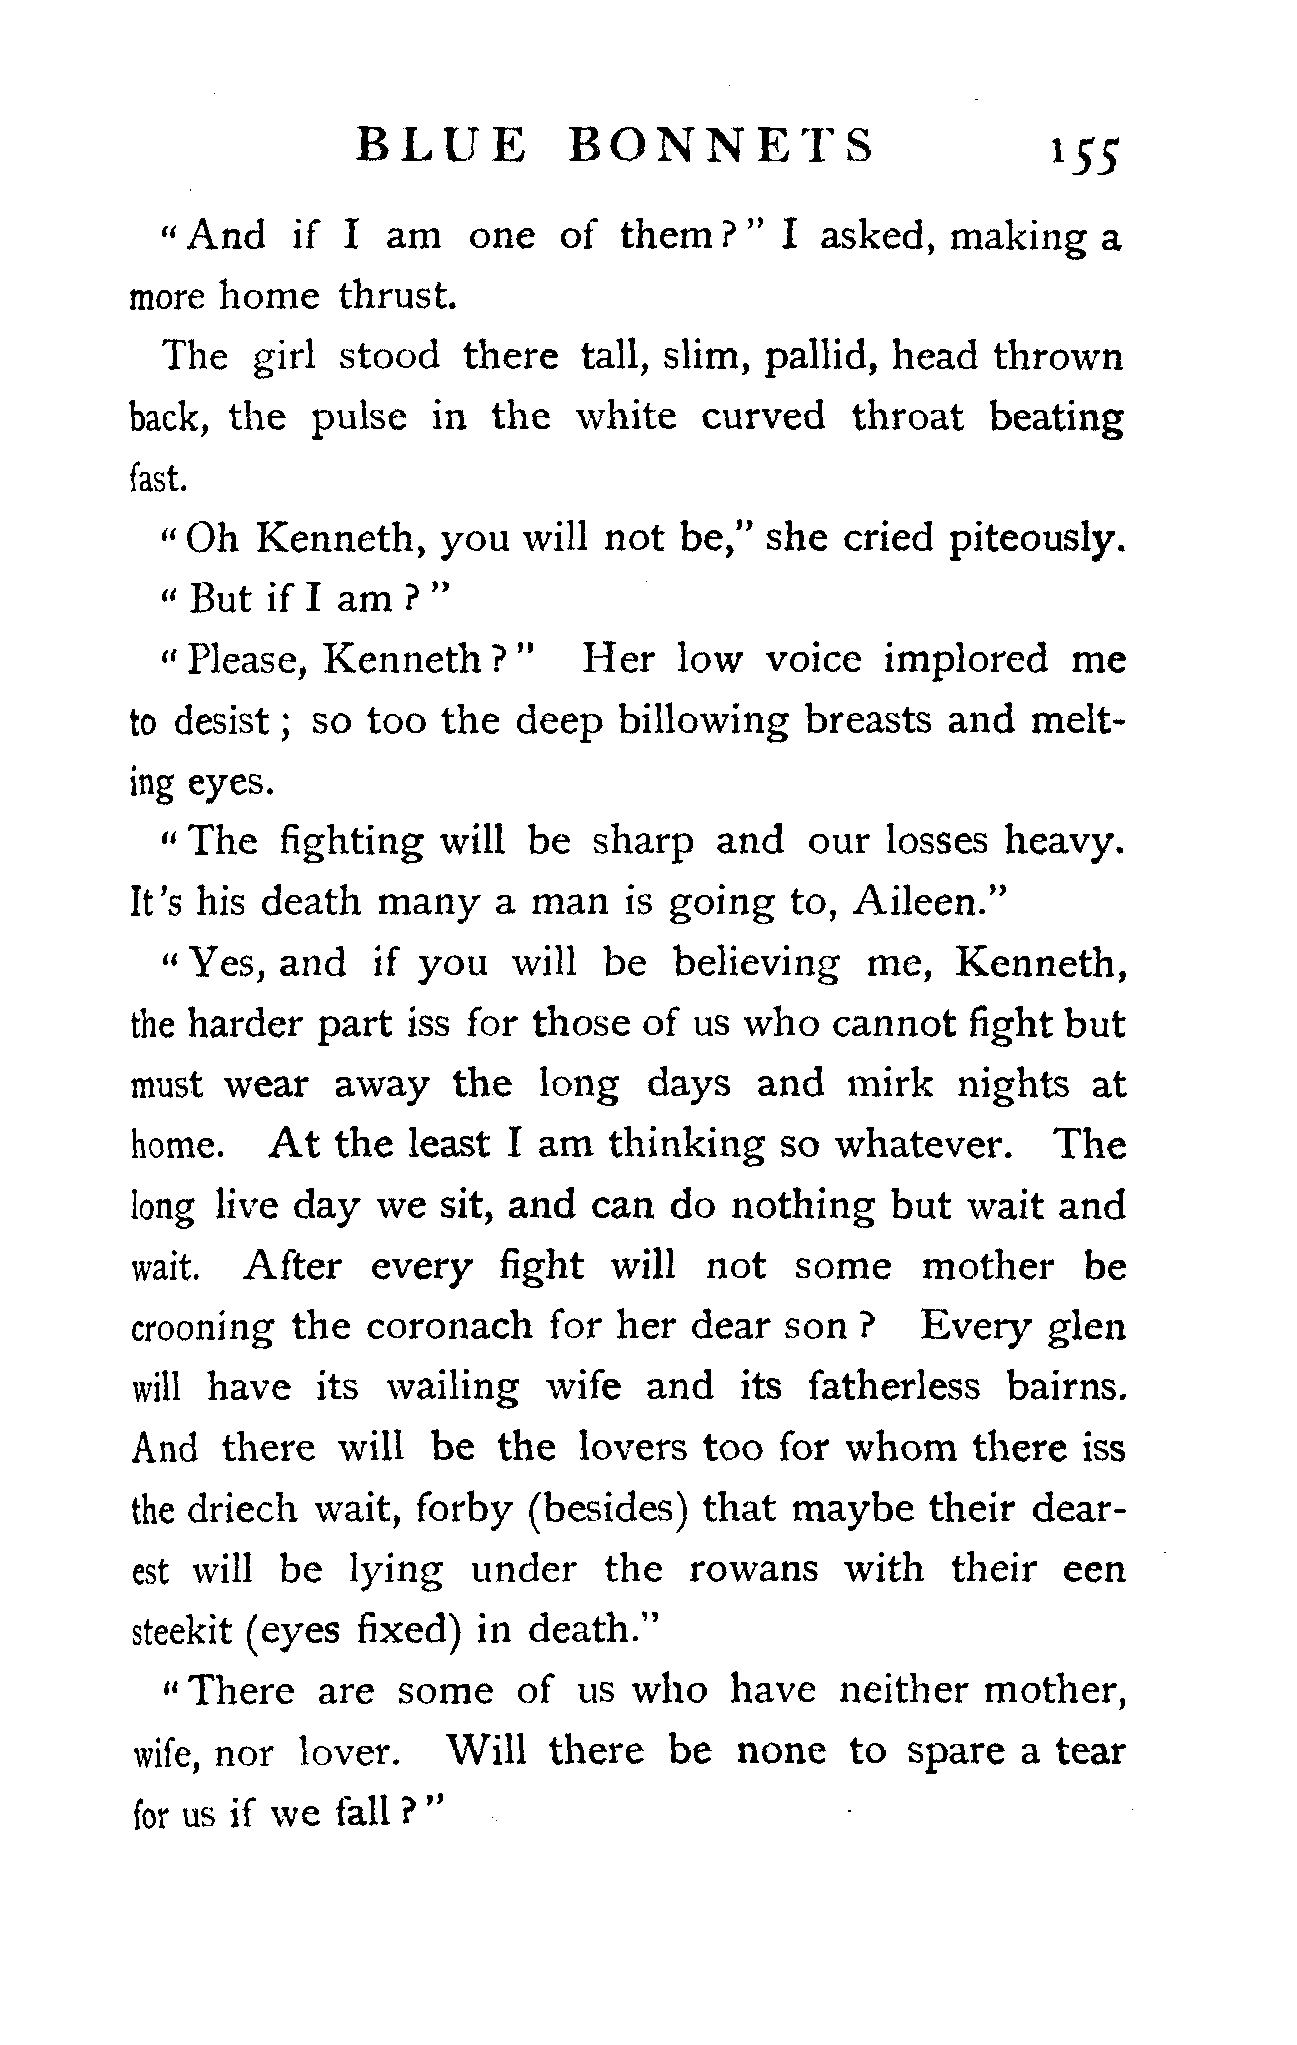 BLUE BONNETS 155
“And if I am one of them?” I asked, making a
more home thrust.
The girl stood there tall, slim, pallid, head thrown
back, the pulse in the white curved throat beating
fast.
“Oh Kenneth, you will not be,” she cried piteously.
“But if I am?”
“Please, Kenneth?” Her low voice implored me
to desist; so too the deep billowing breasts and melt-
ing eyes.
“The fighting will be sharp and our losses heavy.
It's his death many a man is going to, Aileen.”
“Yes, and if you will be believing me, Kenneth,
the harder part iss for those of us who cannot fight but
must wear away the long days and mirk nights at
home. At the least I am thinking so whatever. The
long live day we sit, and can do nothing but wait and
wait. After every fight will not some mother be
crooning the coronach for her dear son? Every glen
will have its wailing wife and its fatherless bairns.
And there will be the lovers too for whom there iss
the driech wait, forby (besides) that maybe their dear-
est will be lying under the rowans with their een
steekit (eyes fixed) in death.”
“There are some of us who have neither mother,
wife, nor lover. Will there be none to spare a tear
for us if we fall?”